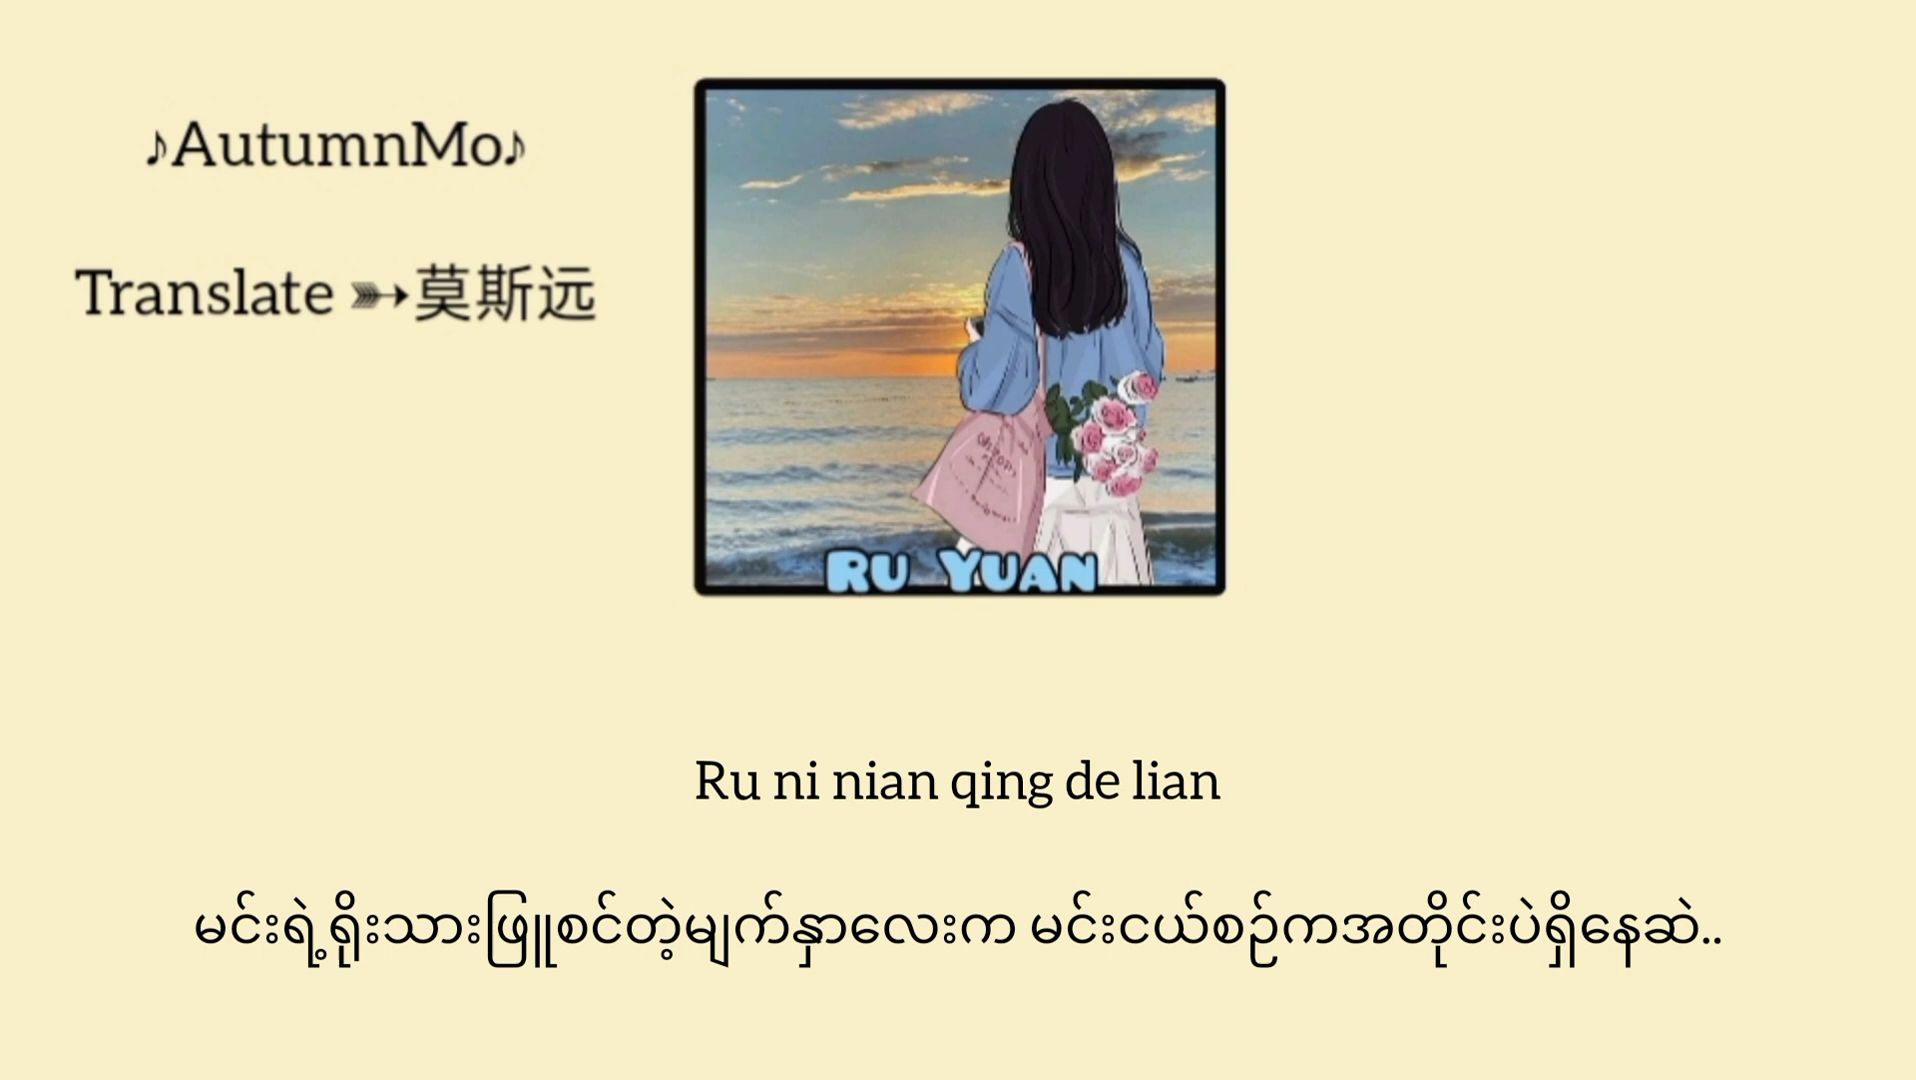 ♪AutumnMo♪
Translate ➳莫斯远
RU YUAN
Ru ni nian qing de lian
မင်းရဲ့ရိုးသားဖြူစင်တဲ့မျက်နှာလေးက မင်းငယ်စဉ်ကအတိုင်းပဲရှိနေဆဲ..